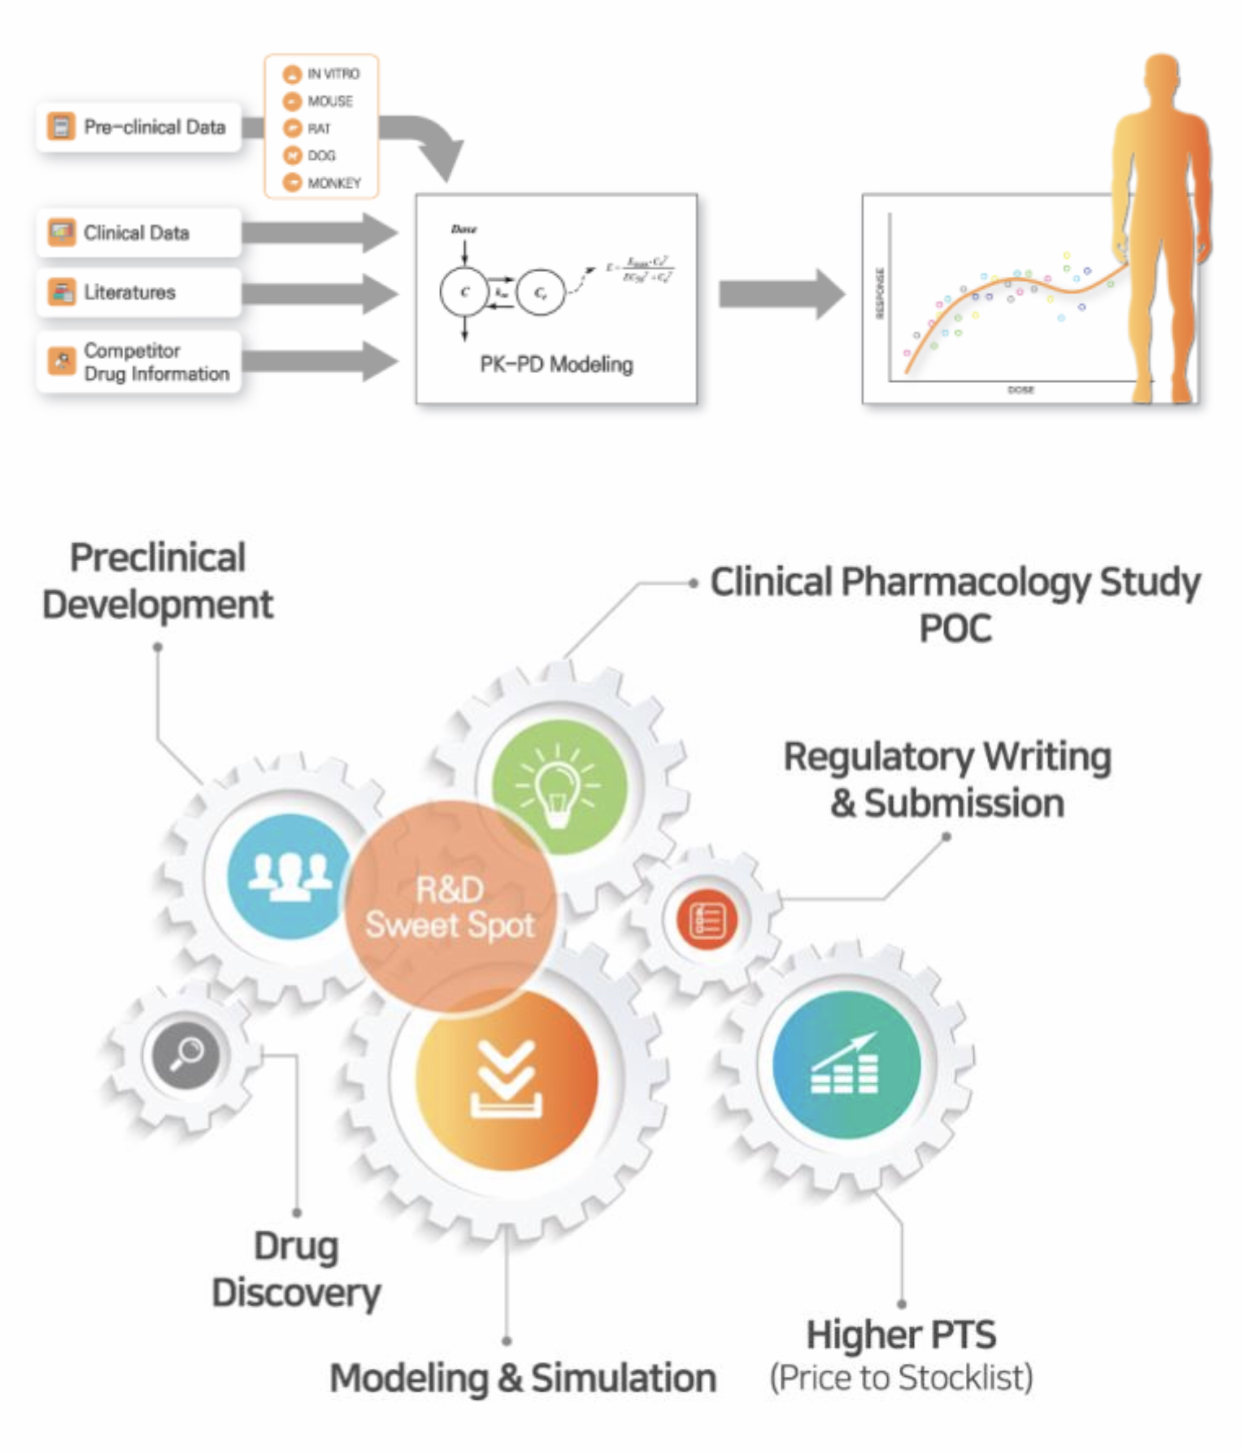 Pre-clinical Data
IN VITRO
MOUSE
RAT
DOG
MONKEY
Clinical Data
Literatures
Competitor
Drug Information
Dose
C
PK-PD Modeling
RESPONSE
DOSE
Preclinical
Development
Clinical Pharmacology Study
POC
Regulatory Writing
& Submission
R&D
Sweet Spot
Drug
Discovery
Modeling & Simulation
Higher PTS
(Price to Stocklist)